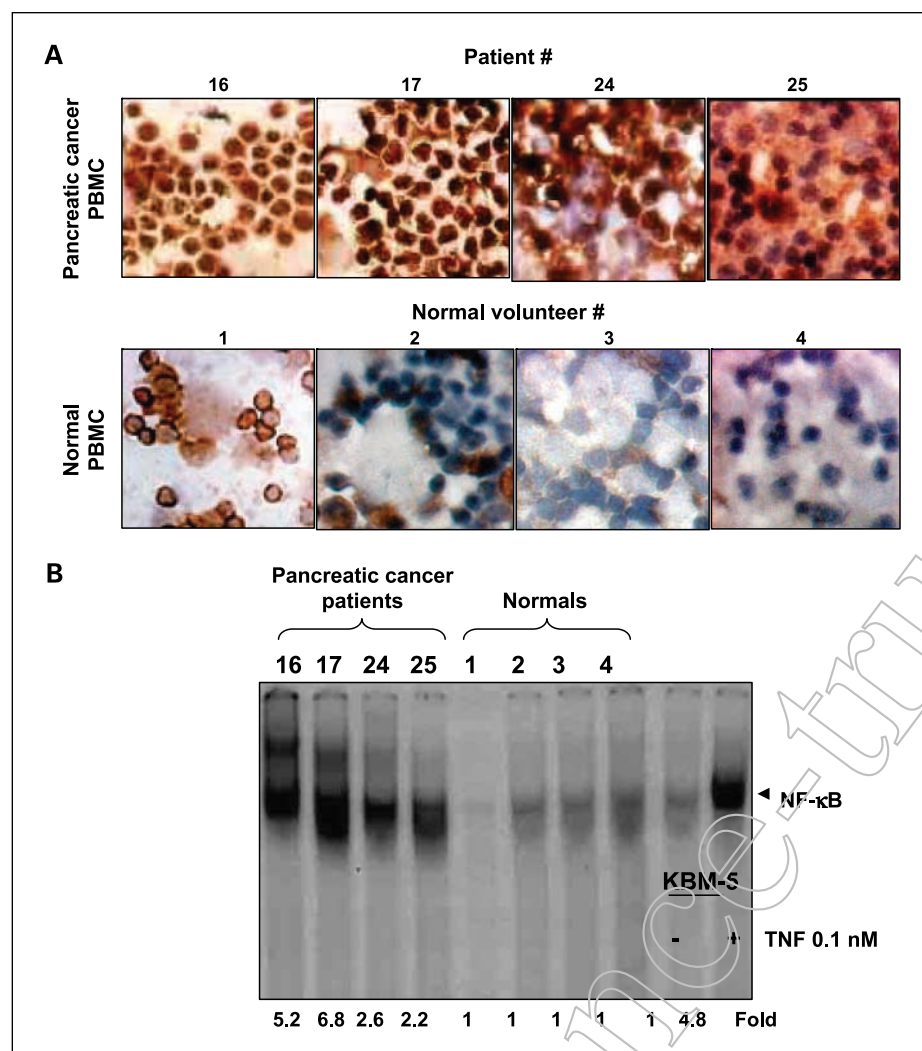 A
Patient #
16 17 24 25
Pancreatic cancer
PBMC
Normal volunteer #
1 2 3 4
Normal
PBMC
B
Pancreatic cancer
patients
Normals
16 17 24 25 1 2 3 4
NF-κB
KBM-5
- + TNF 0.1 nM
5.2 6.8 2.6 2.2 1 1 1 1 1 4.8 Fold